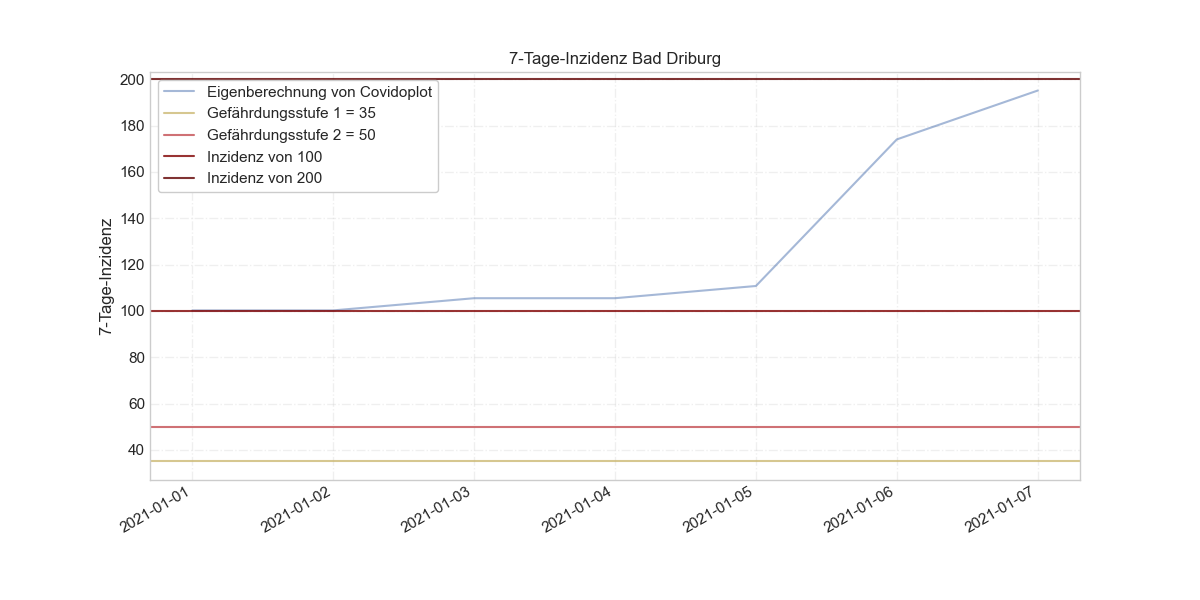 7-Tage-Inzidenz Bad Driburg
200
180
160
140
120
100
80
60
40
7-Tage-Inzidenz
Eigenberechnung von Covidoplot
Gefährdungsstufe 1 = 35
Gefährdungsstufe 2 = 50
Inzidenz von 100
Inzidenz von 200
2021-01-01
2021-01-02
2021-01-03
2021-01-04
2021-01-05
2021-01-06
2021-01-07